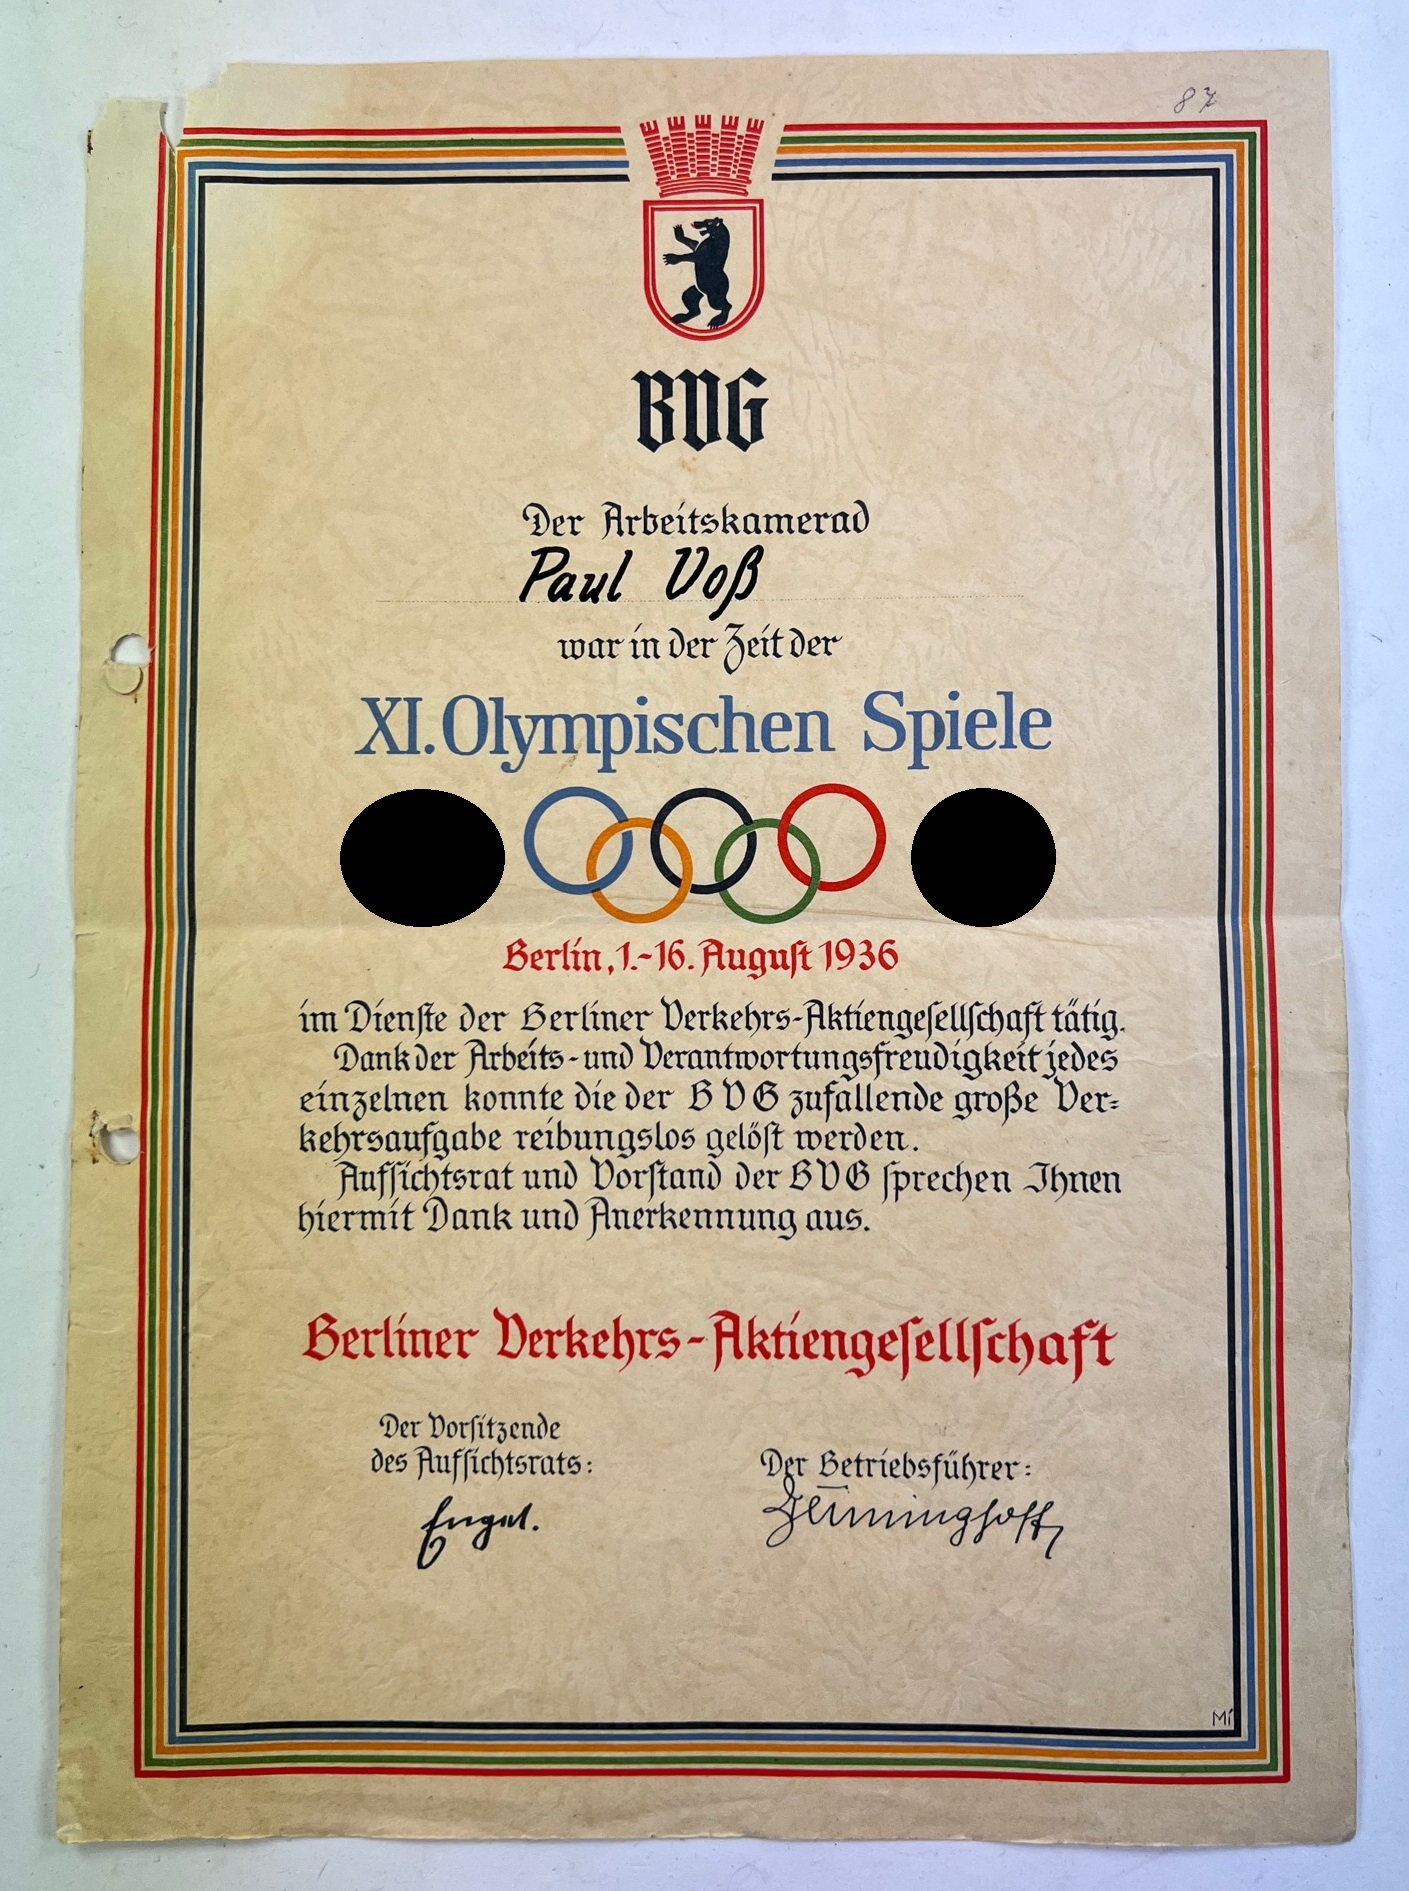 87
BVG
Der Arbeitskamerad
Paul Voß
war in der Zeit der
XI. Olympischen Spiele
Berlin, 1.-16. August 1936
im Dienſte der Berliner Verkehrs-Aktiengeſellſchaft tätig.
Dank der Arbeits- und Verantwortungsfreudigkeit jedes
einzelnen konnte die der BVG zufallende große Ver-
kehrsaufgabe reibungslos gelöſt werden.
Aufſichtsrat und Vorſtand der BVG ſprechen Ihnen
hiermit Dank und Anerkennung aus.
Berliner Verkehrs-Aktiengeſellſchaft
Der Vorſitzende
des Aufſichtsrats:
Engel.
Der Betriebsführer:
Mi